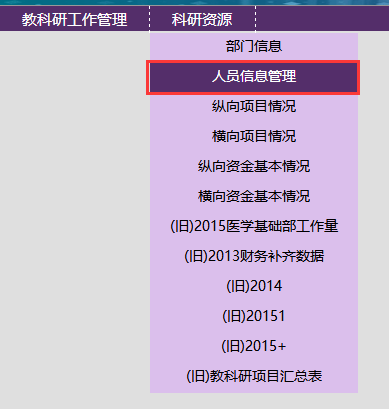 教科研工作管理 科研资源
部门信息
人员信息管理
纵向项目情况
横向项目情况
纵向资金基本情况
横向资金基本情况
(旧)2015医学基础部工作量
(旧)2013财务补齐数据
(旧)2014
(旧)20151
(旧)2015+
(旧)教科研项目汇总表